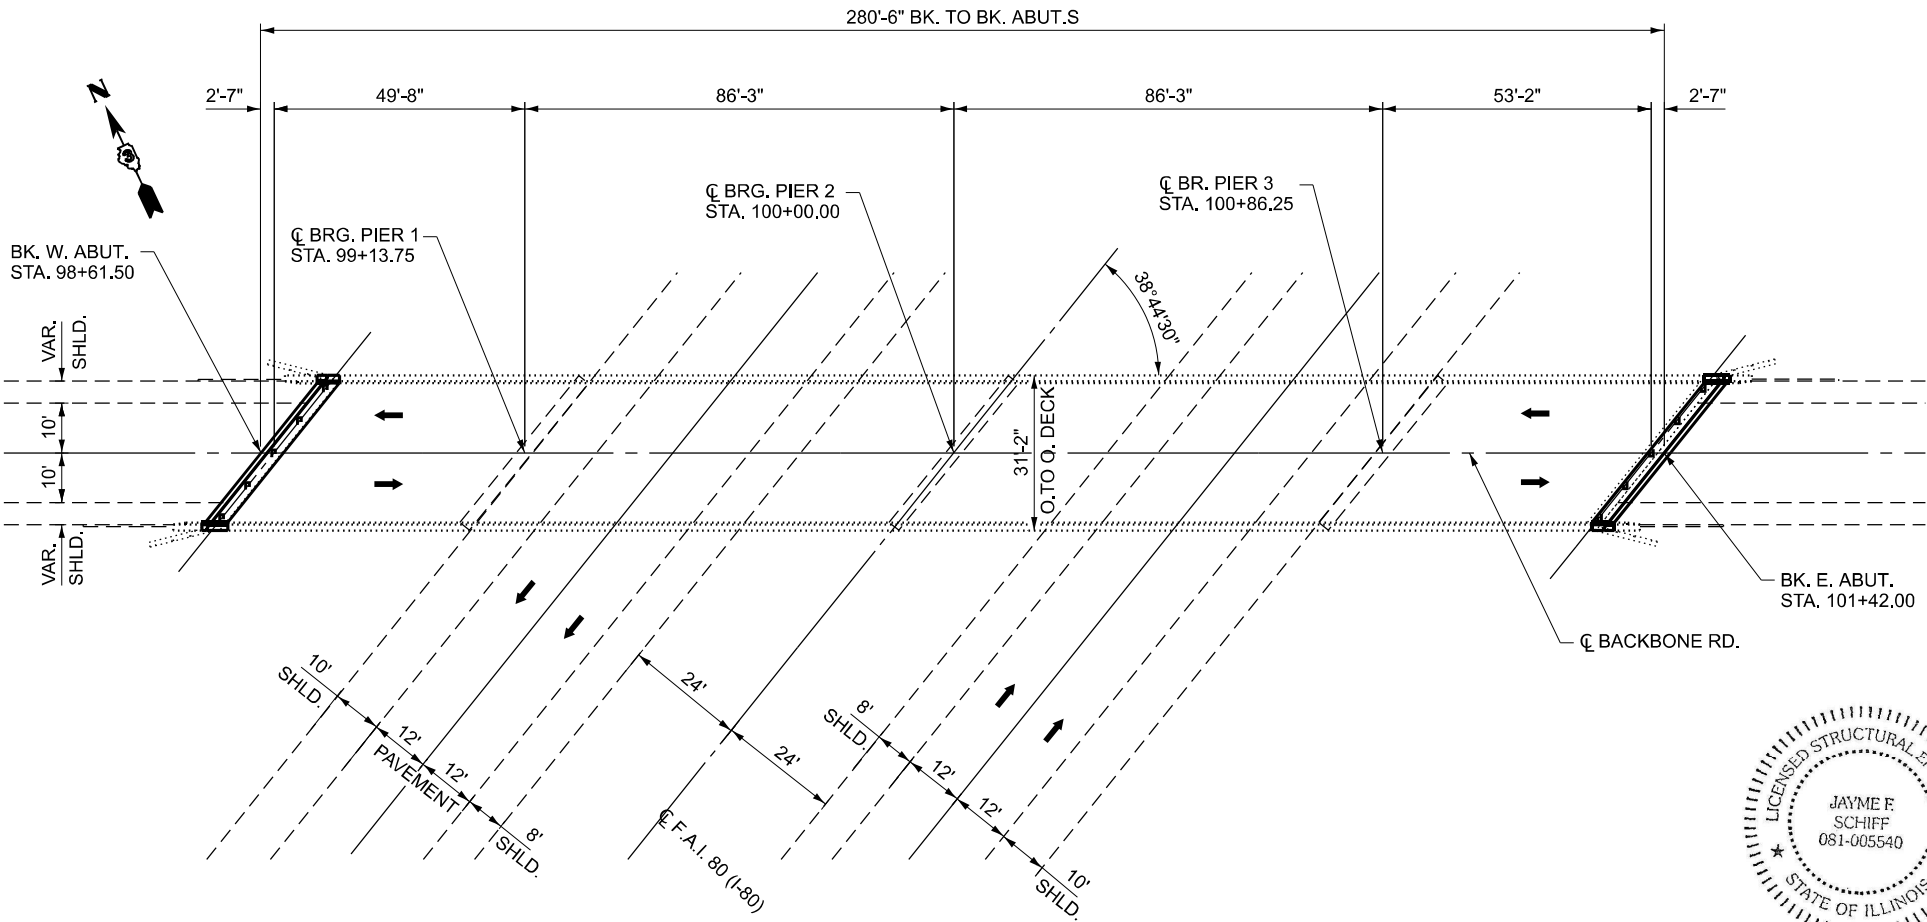 280'-6" BK. TO BK. ABUT.S
2'-7"
49'-8"
86'-3"
86'-3"
53'-2"
2'-7"
N
℄ BRG. PIER 2
STA. 100+00.00
℄ BR. PIER 3
STA. 100+86.25
℄ BRG. PIER 1
STA. 99+13.75
BK. W. ABUT.
STA. 98+61.50
38°44'30"
VAR.
SHLD.
10'
10'
VAR.
SHLD.
31'-2"
O. TO O. DECK
BK. E. ABUT.
STA. 101+42.00
℄ BACKBONE RD.
10'
SHLD.
12'
PAVEMENT
12'
8'
SHLD.
24'
24'
℄ F.A.I. 80 (I-80)
8'
SHLD.
12'
12'
10'
SHLD.
LICENSED STRUCTURAL
JAYME F.
SCHIFF
081-005540
STATE OF ILLINOIS